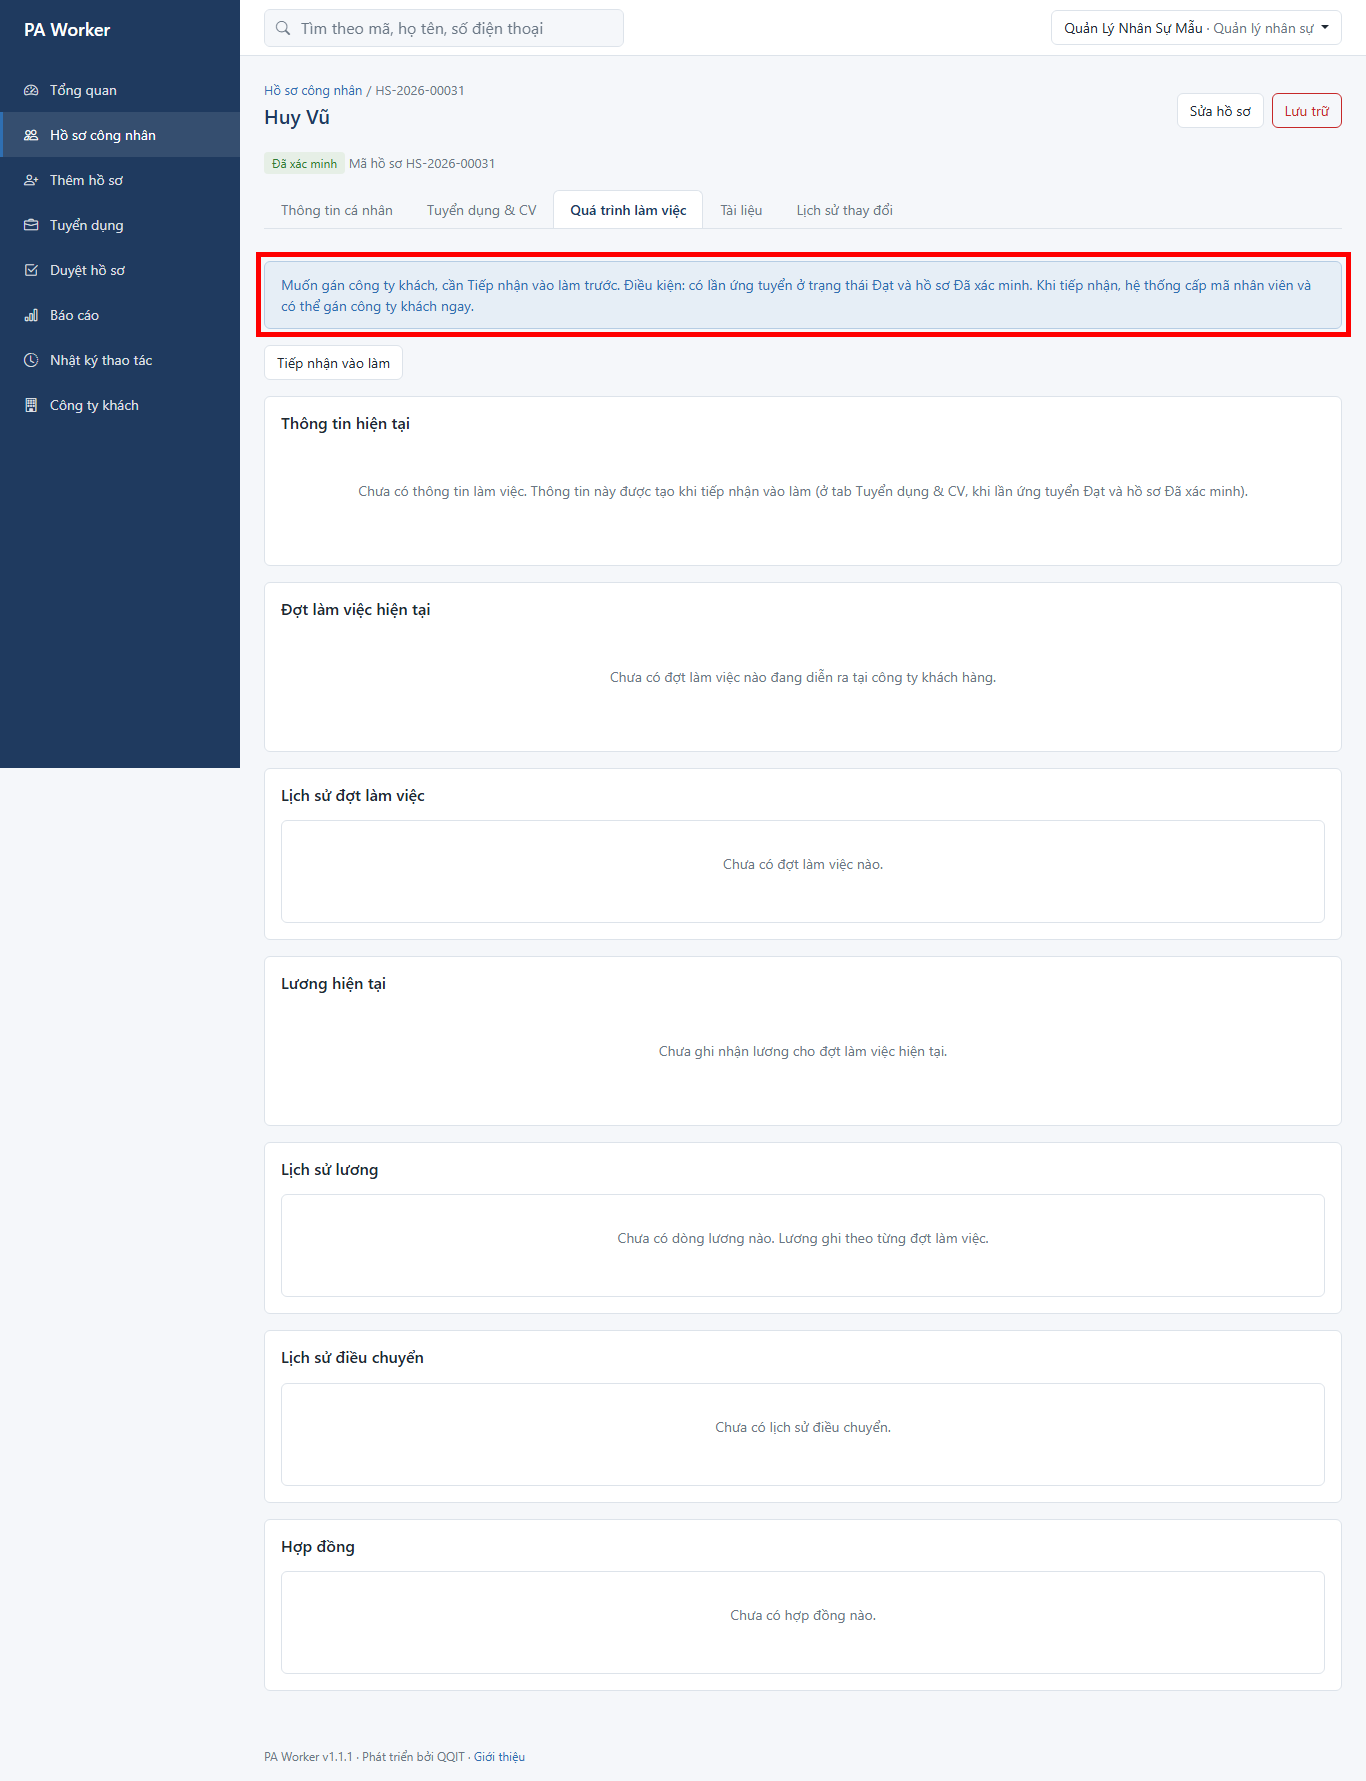 PA Worker
Tìm theo mã, họ tên, số điện thoại
Quản Lý Nhân Sự Mẫu · Quản lý nhân sự
Tổng quan
Hồ sơ công nhân
Thêm hồ sơ
Tuyển dụng
Duyệt hồ sơ
Báo cáo
Nhật ký thao tác
Công ty khách
Hồ sơ công nhân / HS-2026-00031
Huy Vũ
Sửa hồ sơ
Lưu trữ
Đã xác minh Mã hồ sơ HS-2026-00031
Thông tin cá nhân
Tuyển dụng & CV
Quá trình làm việc
Tài liệu
Lịch sử thay đổi
Muốn gán công ty khách, cần Tiếp nhận vào làm trước. Điều kiện: có lần ứng tuyển ở trạng thái Đạt và hồ sơ Đã xác minh. Khi tiếp nhận, hệ thống cấp mã nhân viên và
có thể gán công ty khách ngay.
Tiếp nhận vào làm
Thông tin hiện tại
Chưa có thông tin làm việc. Thông tin này được tạo khi tiếp nhận vào làm (ở tab Tuyển dụng & CV, khi lần ứng tuyển Đạt và hồ sơ Đã xác minh).
Đợt làm việc hiện tại
Chưa có đợt làm việc nào đang diễn ra tại công ty khách hàng.
Lịch sử đợt làm việc
Chưa có đợt làm việc nào.
Lương hiện tại
Chưa ghi nhận lương cho đợt làm việc hiện tại.
Lịch sử lương
Chưa có dòng lương nào. Lương ghi theo từng đợt làm việc.
Lịch sử điều chuyển
Chưa có lịch sử điều chuyển.
Hợp đồng
Chưa có hợp đồng nào.
PA Worker v1.1.1 · Phát triển bởi QQIT · Giới thiệu